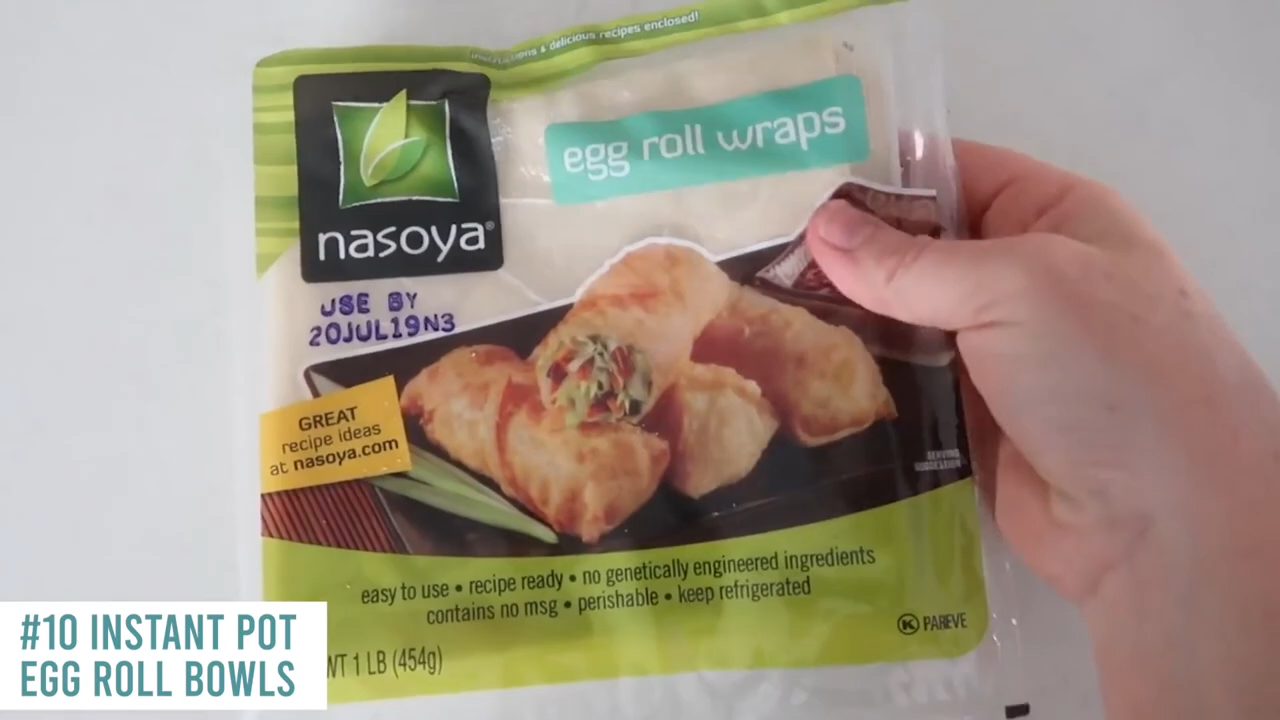 instructions & delicious recipes enclosed!
egg roll wraps
nasoya®
USE BY
20JUL19N3
GREAT
recipe ideas
at nasoya.com
SERVING
SUGGESTION
easy to use • recipe ready • no genetically engineered ingredients
contains no msg • perishable • keep refrigerated
K PAREVE
WT 1 LB (454g)
#10 INSTANT POT
EGG ROLL BOWLS